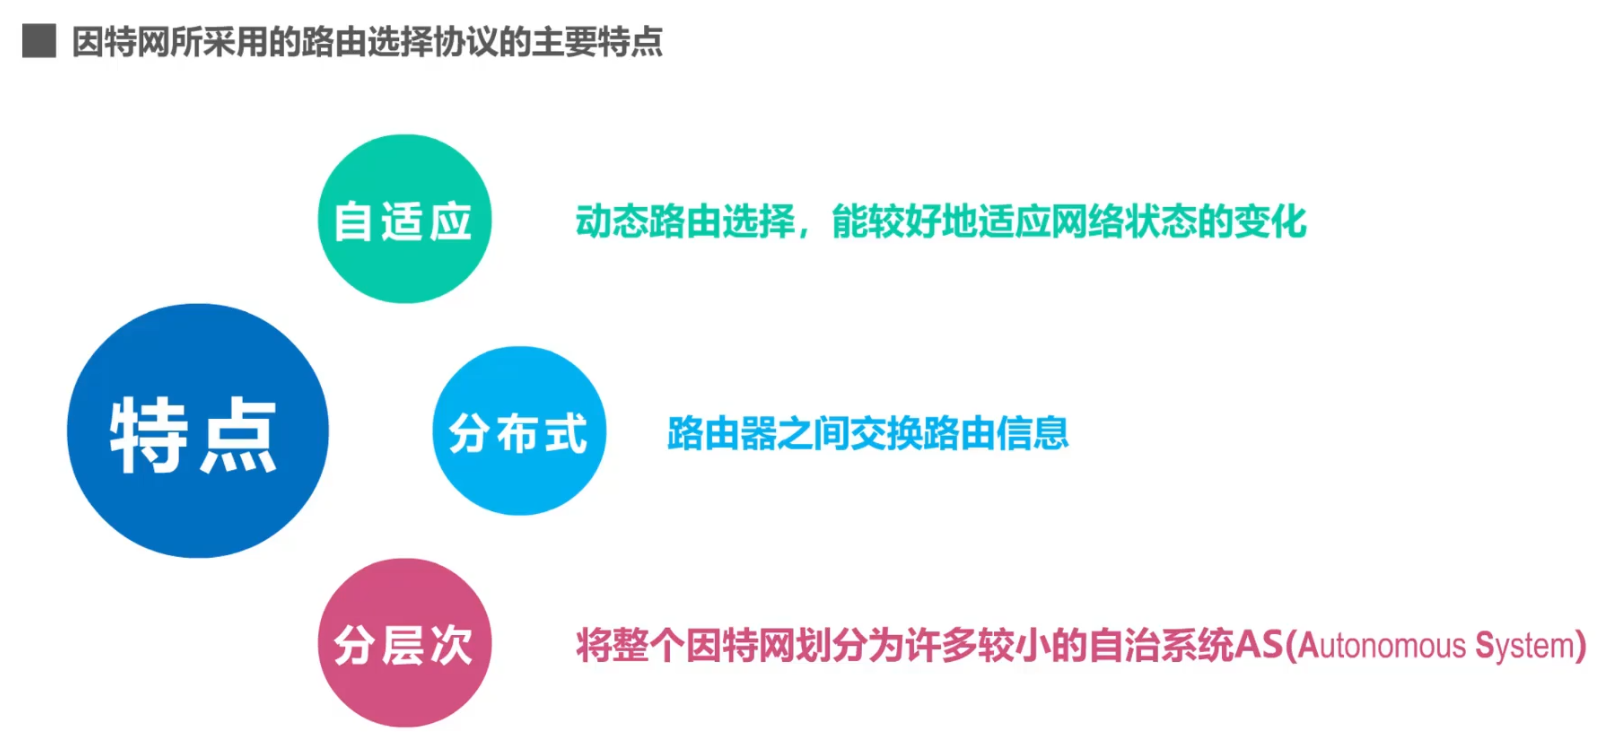 因特网所采用的路由选择协议的主要特点
自适应
动态路由选择，能较好地适应网络状态的变化
特点
分布式
路由器之间交换路由信息
分层次
将整个因特网划分为许多较小的自治系统AS(Autonomous System)